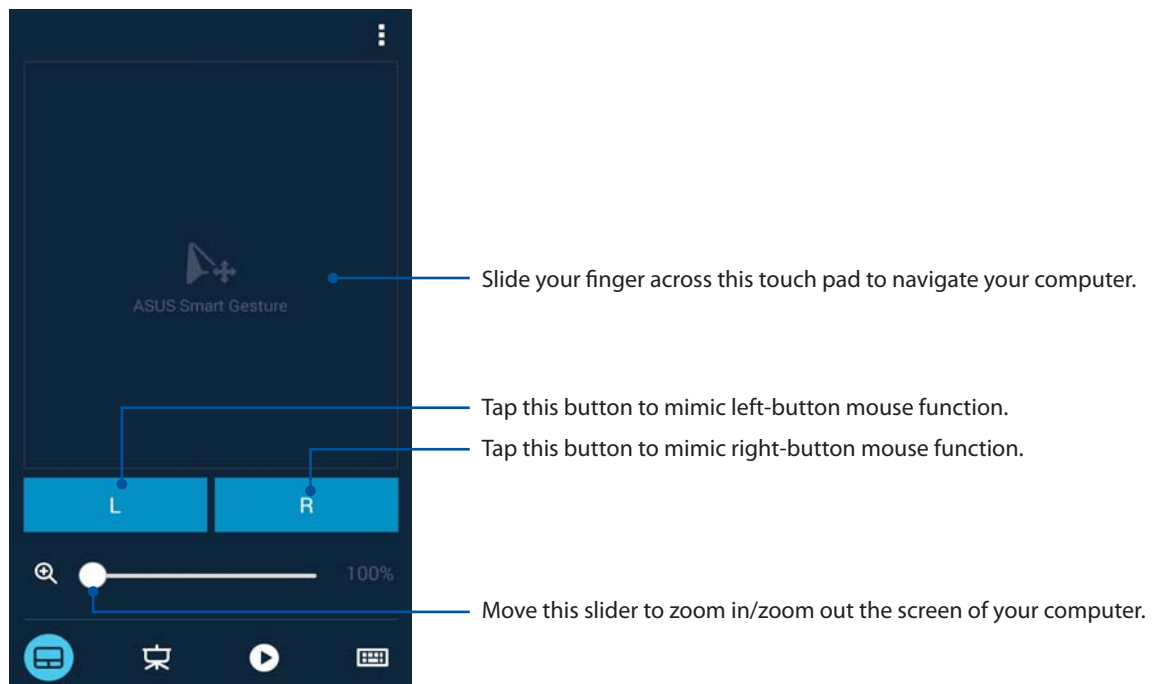 ASUS Smart Gesture
Slide your finger across this touch pad to navigate your computer.
Tap this button to mimic left-button mouse function.
Tap this button to mimic right-button mouse function.
L R
100%
Move this slider to zoom in/zoom out the screen of your computer.